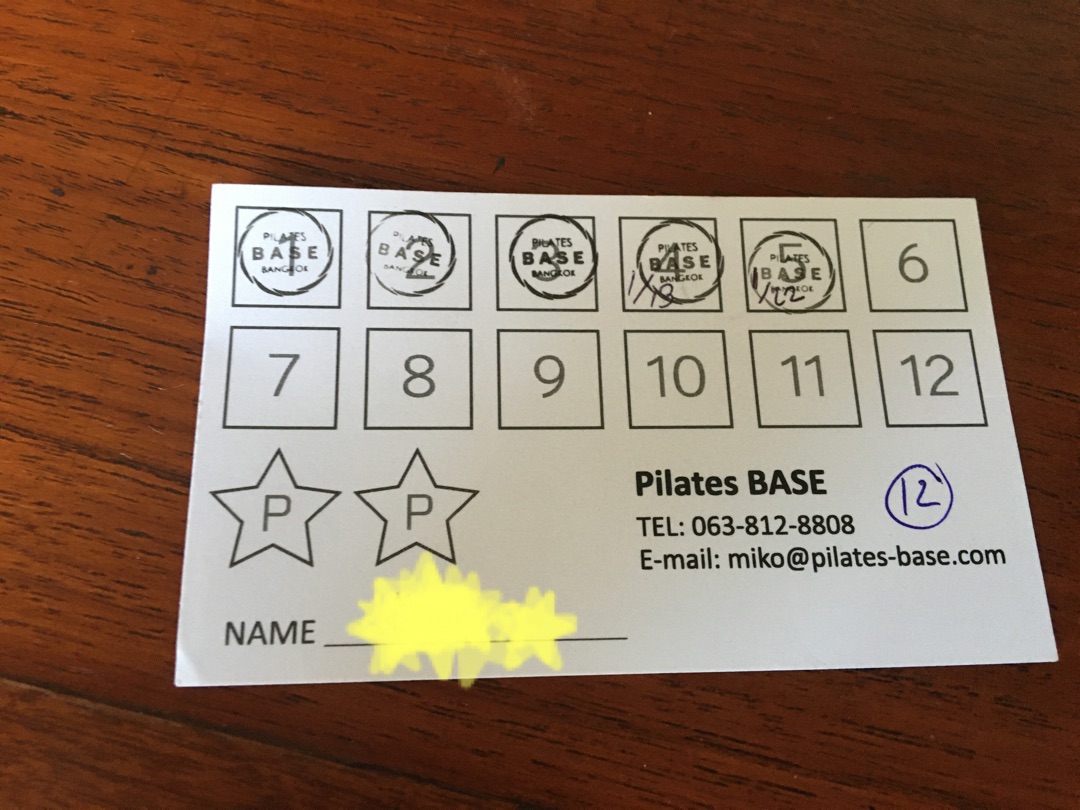 1 2 3 4 5 6
PILATES BASE BANGKOK
PILATES BASE BANGKOK
PILATES BASE BANGKOK
PILATES BASE BANGKOK
PILATES BASE BANGKOK
1/22
7 8 9 10 11 12
P P
Pilates BASE
12
TEL: 063-812-8808
E-mail: miko@pilates-base.com
NAME